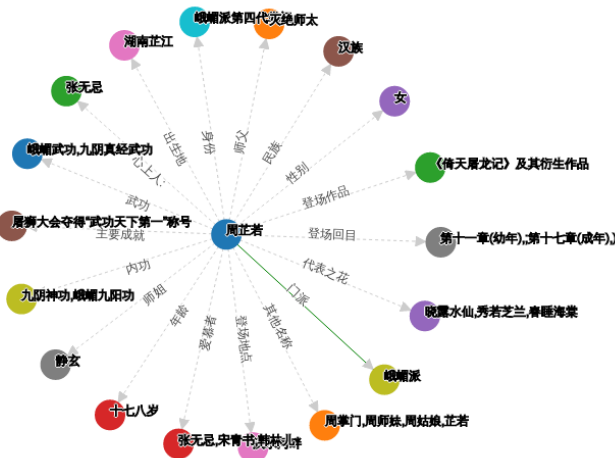 峨嵋派第四代
灭绝师太
湖南芷江
汉族
张无忌
女
出生地
身份
师父
民族
性别
峨嵋武功,九阴真经武功
心上人.
《倚天屠龙记》及其衍生作品
武功
登场作品
屠狮大会夺得"武功天下第一"称号
主要成就
周芷若
登场回目
第十一章(幼年),;第十七章(成年),
内功
代表之花
九阴神功,峨嵋九阳功
师姐
门派
晓露水仙,秀若芝兰,春睡海棠
年龄
爱慕者
登场地点
其他名称
静玄
峨嵋派
十七八岁
周掌门,周师妹,周姑娘,芷若
张无忌,宋青书,韩林儿